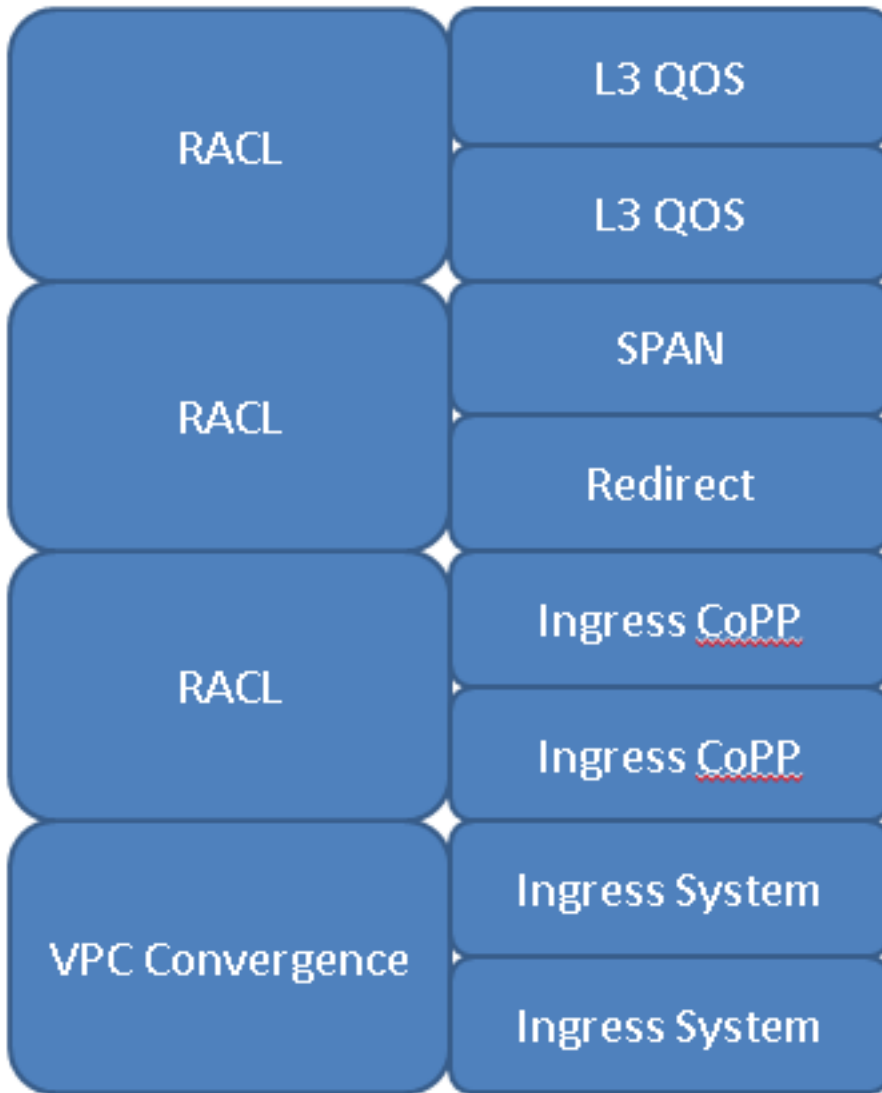 RACL
L3 QOS
L3 QOS
RACL
SPAN
Redirect
RACL
Ingress CoPP
Ingress CoPP
VPC Convergence
Ingress System
Ingress System